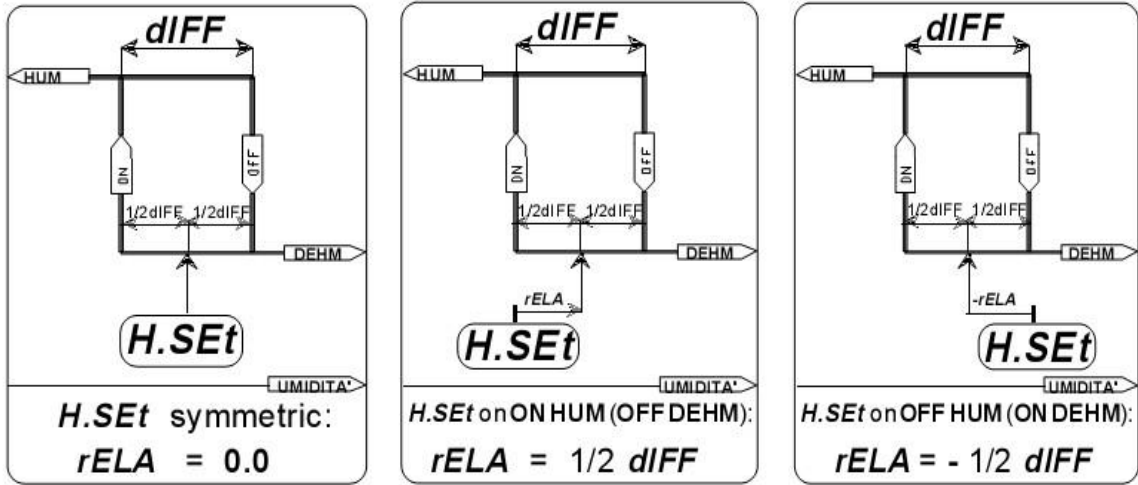 dIFF
HUM
ON
OFF
1/2dIFF 1/2dIFF
DEHM
H.SEt
UMIDITA'
H.SEt symmetric:
rELA = 0.0
dIFF
HUM
ON
OFF
1/2dIFF 1/2dIFF
DEHM
rELA
H.SEt
UMIDITA'
H.SEt on ON HUM (OFF DEHM):
rELA = 1/2 dIFF
dIFF
HUM
ON
OFF
1/2dIFF 1/2dIFF
DEHM
-rELA
H.SEt
UMIDITA'
H.SEt on OFF HUM (ON DEHM):
rELA = - 1/2 dIFF